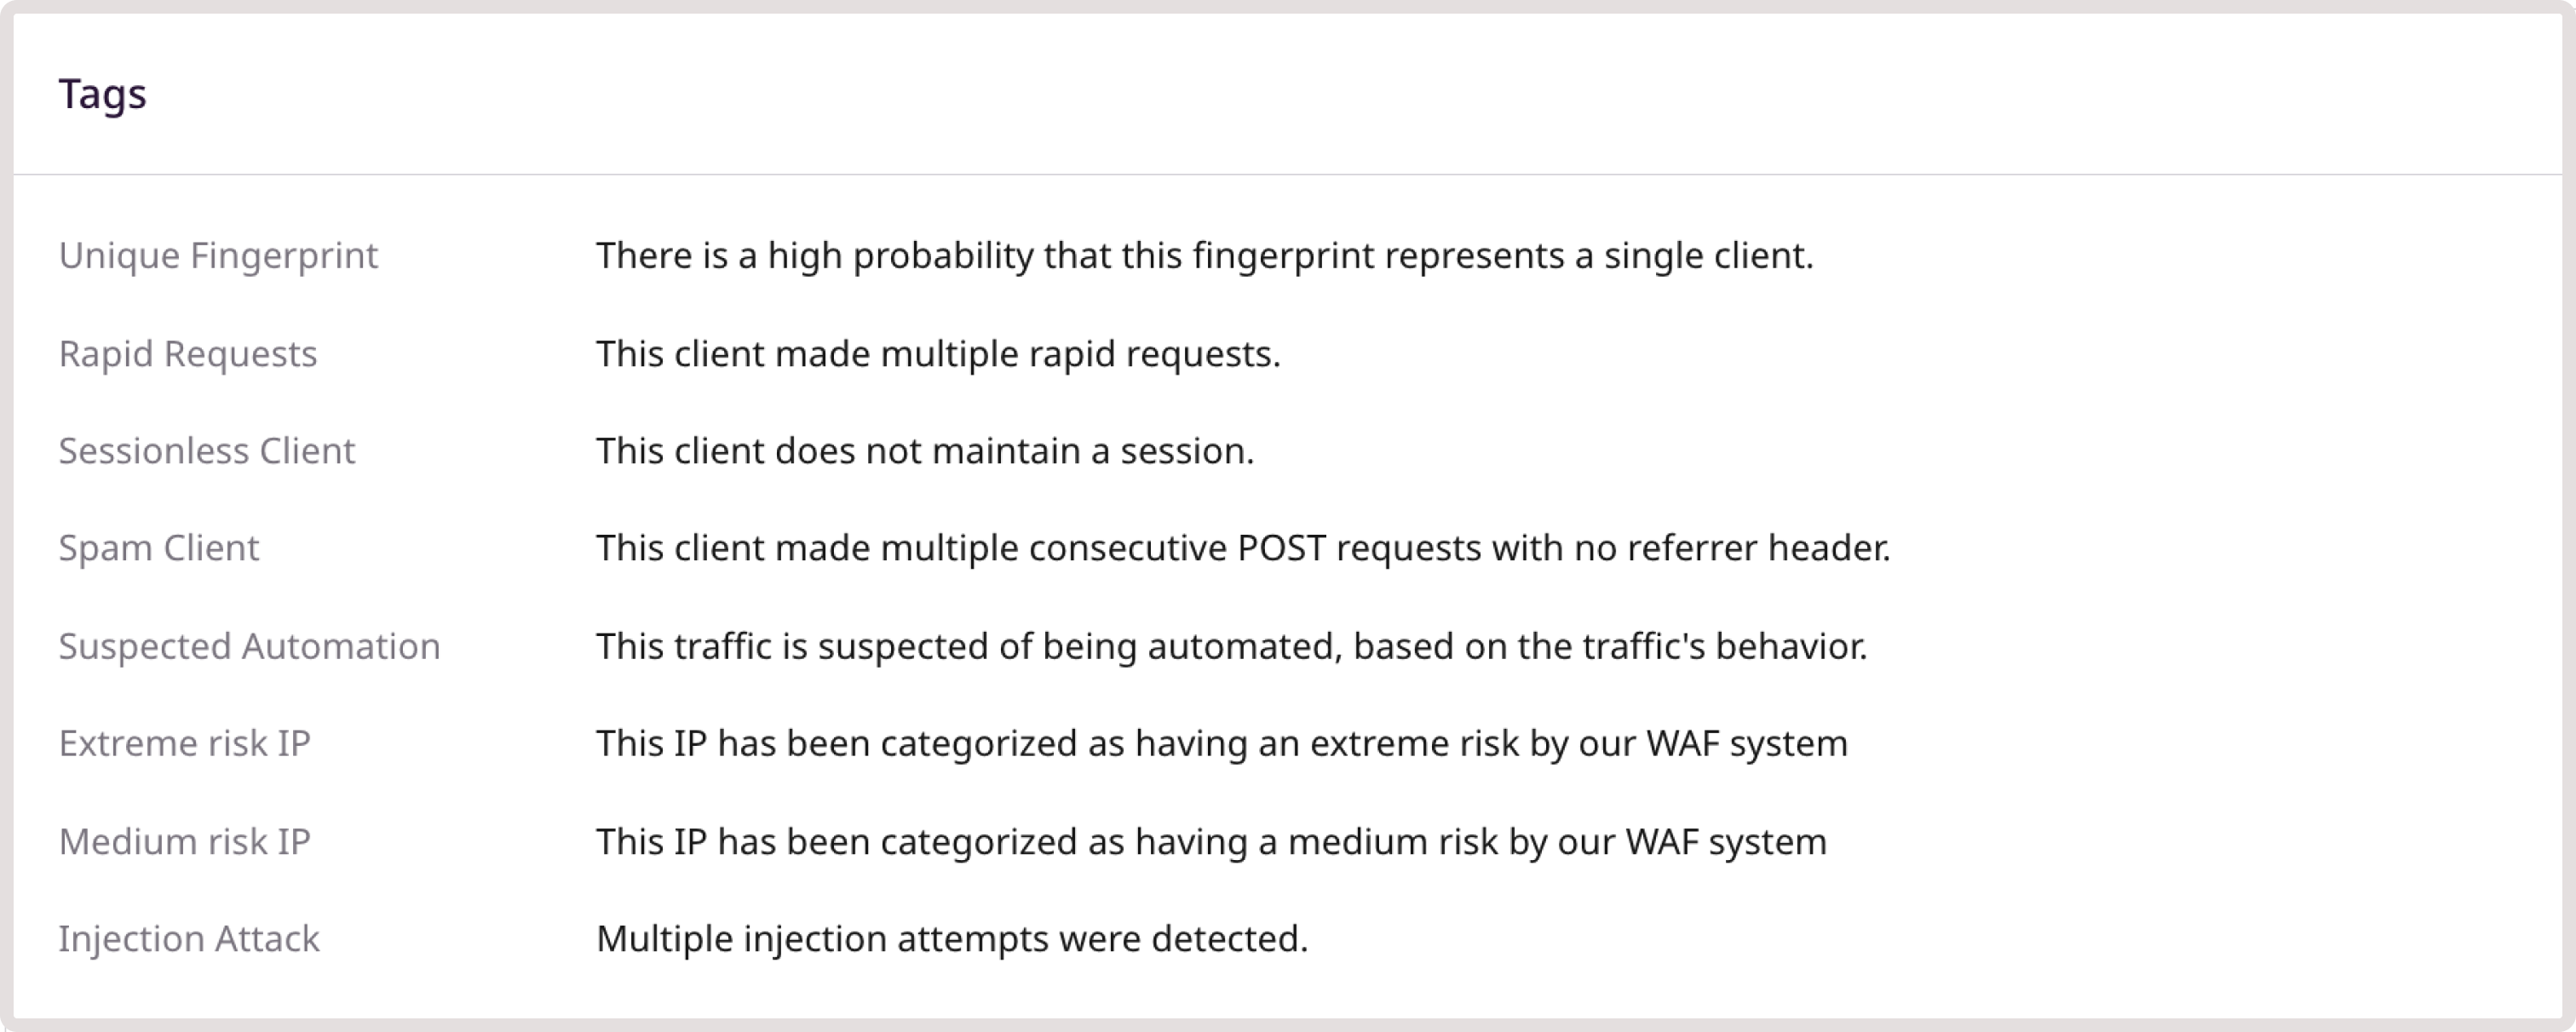 Tags
Unique Fingerprint There is a high probability that this fingerprint represents a single client.
Rapid Requests This client made multiple rapid requests.
Sessionless Client This client does not maintain a session.
Spam Client This client made multiple consecutive POST requests with no referrer header.
Suspected Automation This traffic is suspected of being automated, based on the traffic's behavior.
Extreme risk IP This IP has been categorized as having an extreme risk by our WAF system
Medium risk IP This IP has been categorized as having a medium risk by our WAF system
Injection Attack Multiple injection attempts were detected.